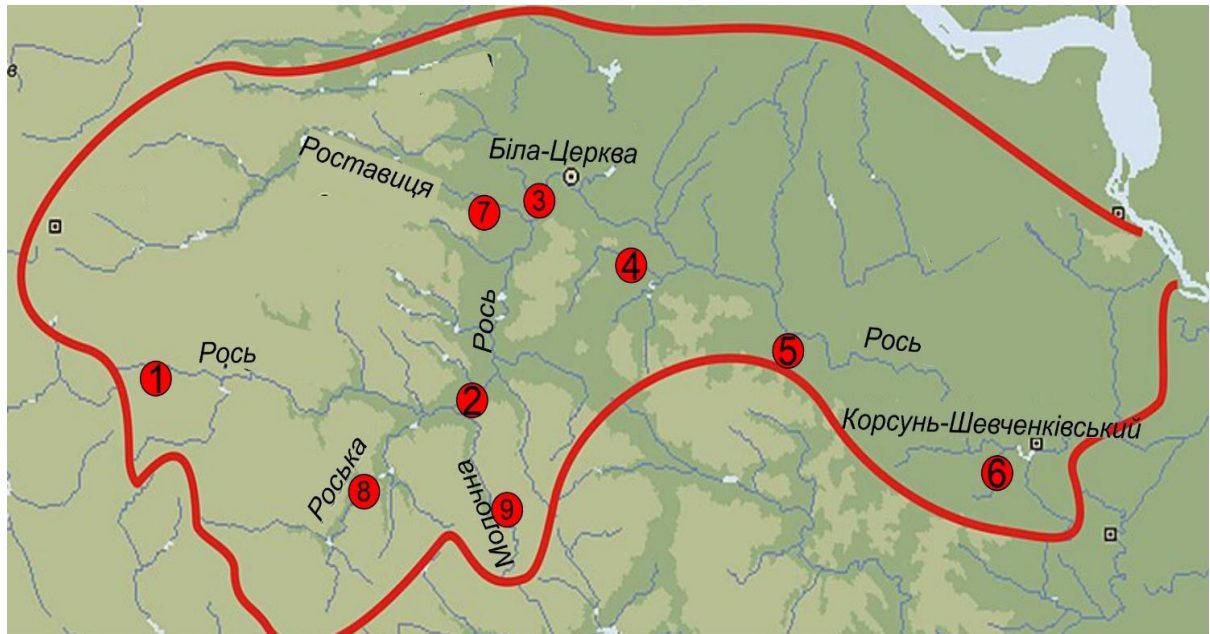 в
Роставиця
Біла-Церква
3
7
4
Рось
Рось
5
Рось
1
2
Корсунь-Шевченківський
6
Роська
8
Молочна
9